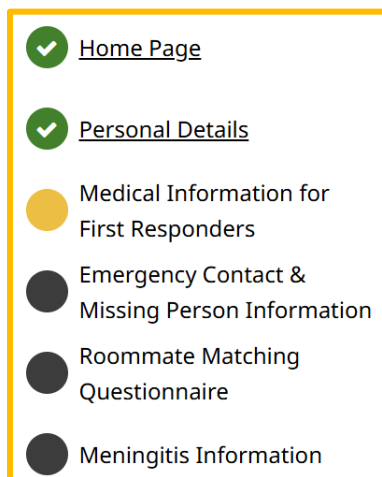 Home Page
Personal Details
Medical Information for
First Responders
Emergency Contact &
Missing Person Information
Roommate Matching
Questionnaire
Meningitis Information